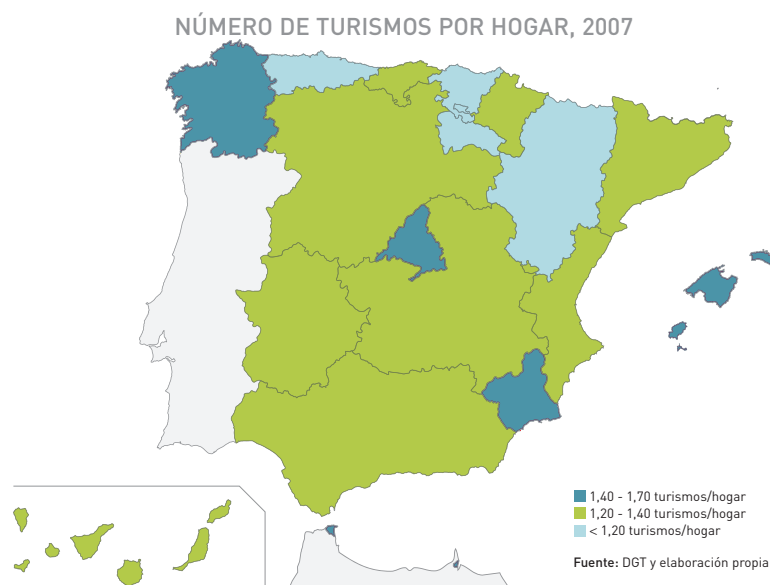 NÚMERO DE TURISMOS POR HOGAR, 2007
1,40 - 1,70 turismos/hogar
1,20 - 1,40 turismos/hogar
< 1,20 turismos/hogar
Fuente: DGT y elaboración propia